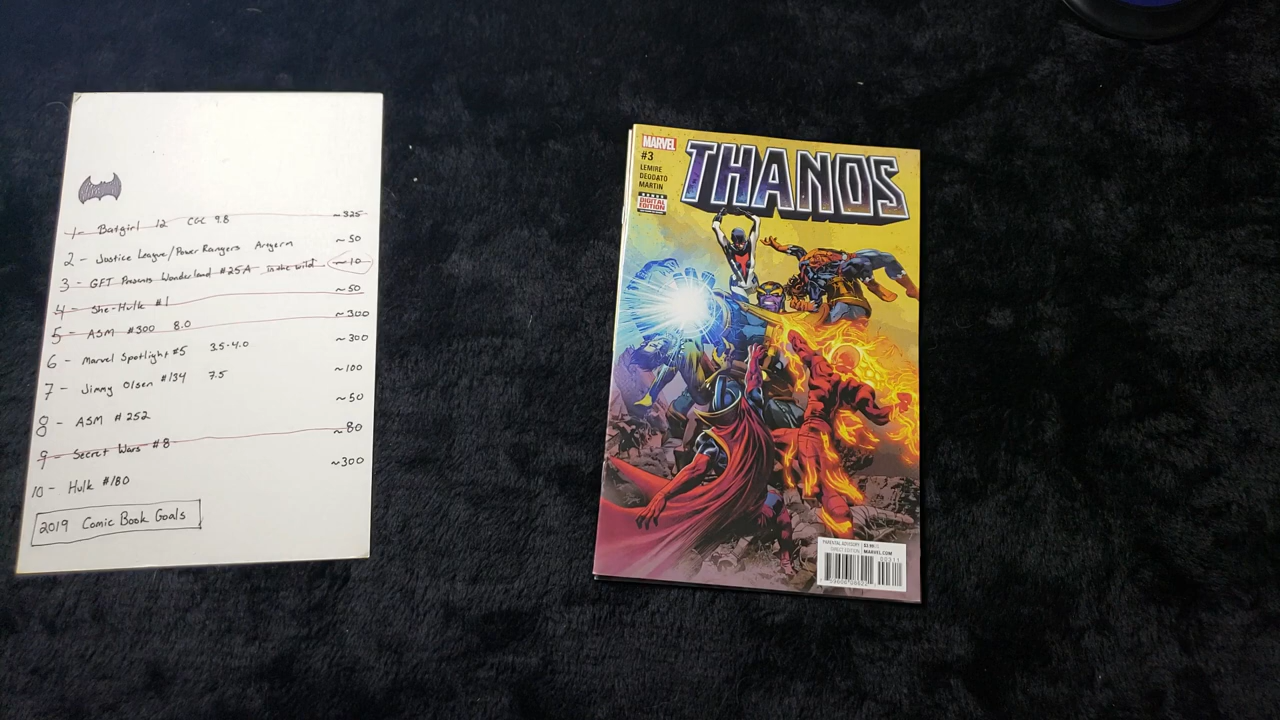 1 - Batgirl 12 CGC 9.8 ~325
2 - Justice League/Power Rangers ~50
3 - GFT Presents Wonderland #25A in the wild ~10
4 - She-Hulk #1 ~50
5 - ASM #300 8.0 ~300
6 - Marvel Spotlight #5 3.5-4.0 ~300
7 - Jimmy Olsen #134 7.5 ~100
8 - ASM #252 ~50
9 - Secret Wars #8 ~80
10 - Hulk #180 ~300
2019 Comic Book Goals
MARVEL
#3
LEMIRE
DEODATO
MARTIN
DIGITAL
EDITION
THANOS
PARENTAL ADVISORY $3.99
DIRECT EDITION MARVEL.COM
00311